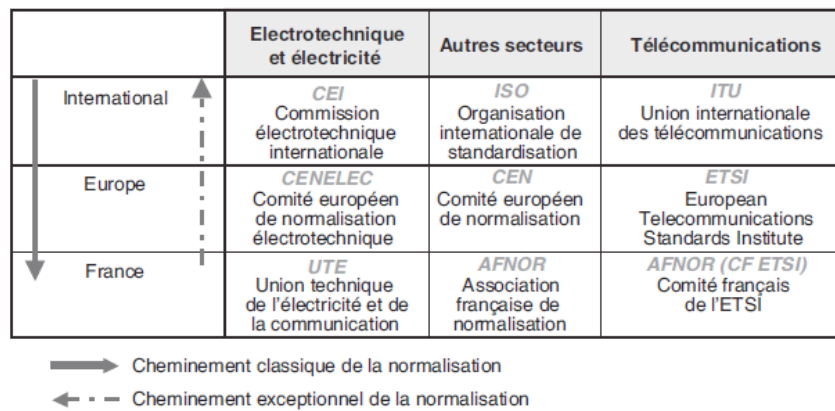 Electrotechnique
et électricité
Autres secteurs
Télécommunications
International
CEI
Commission
électrotechnique
internationale
ISO
Organisation
internationale de
standardisation
ITU
Union internationale
des télécommunications
Europe
CENELEC
Comité européen
de normalisation
électrotechnique
CEN
Comité européen
de normalisation
ETSI
European
Telecommunications
Standards Institute
France
UTE
Union technique
de l'électricité et de
la communication
AFNOR
Association
française de
normalisation
AFNOR (CF ETSI)
Comité français
de l'ETSI
Cheminement classique de la normalisation
Cheminement exceptionnel de la normalisation